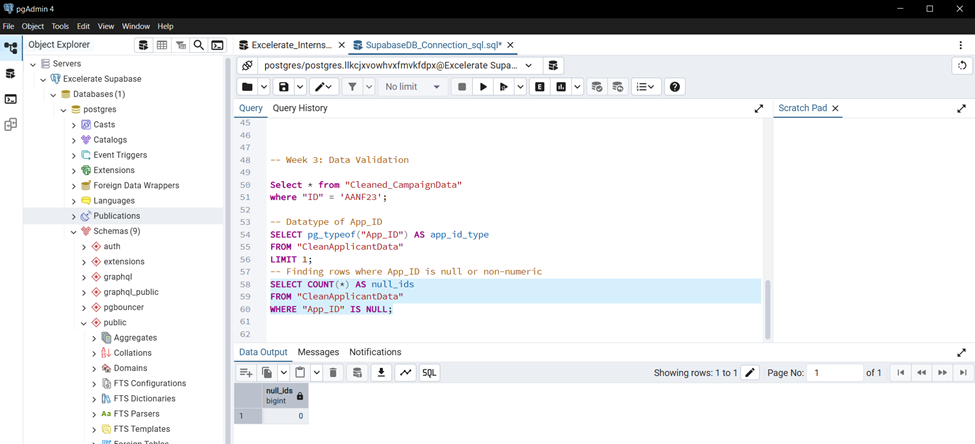 pgAdmin 4
File Object Tools Edit View Window Help
Object Explorer
Excelerate_Interns...
SupabaseDB_Connection_sql.sql*
Servers
Excelerate Supabase
Databases (1)
postgres
Casts
Catalogs
Event Triggers
Extensions
Foreign Data Wrappers
Languages
Publications
Schemas (9)
auth
extensions
graphql
graphql_public
pgbouncer
public
Aggregates
Collations
Domains
FTS Configurations
FTS Dictionaries
FTS Parsers
FTS Templates
Foreign Tables
postgres/postgres.llkcjxvowhvxfmvkfdpx@Excelerate Supa...
No limit
E
Query Query History
Scratch Pad
45
46
47
48 -- Week 3: Data Validation
49
50 Select * from "Cleaned_CampaignData"
51 where "ID" = 'AANF23';
52
53 -- Datatype of App_ID
54 SELECT pg_typeof("App_ID") AS app_id_type
55 FROM "CleanApplicantData"
56 LIMIT 1;
57 -- Finding rows where App_ID is null or non-numeric
58 SELECT COUNT(*) AS null_ids
59 FROM "CleanApplicantData"
60 WHERE "App_ID" IS NULL;
61
62
Data Output Messages Notifications
SQL
Showing rows: 1 to 1
Page No: 1 of 1
null_ids
bigint
1 0